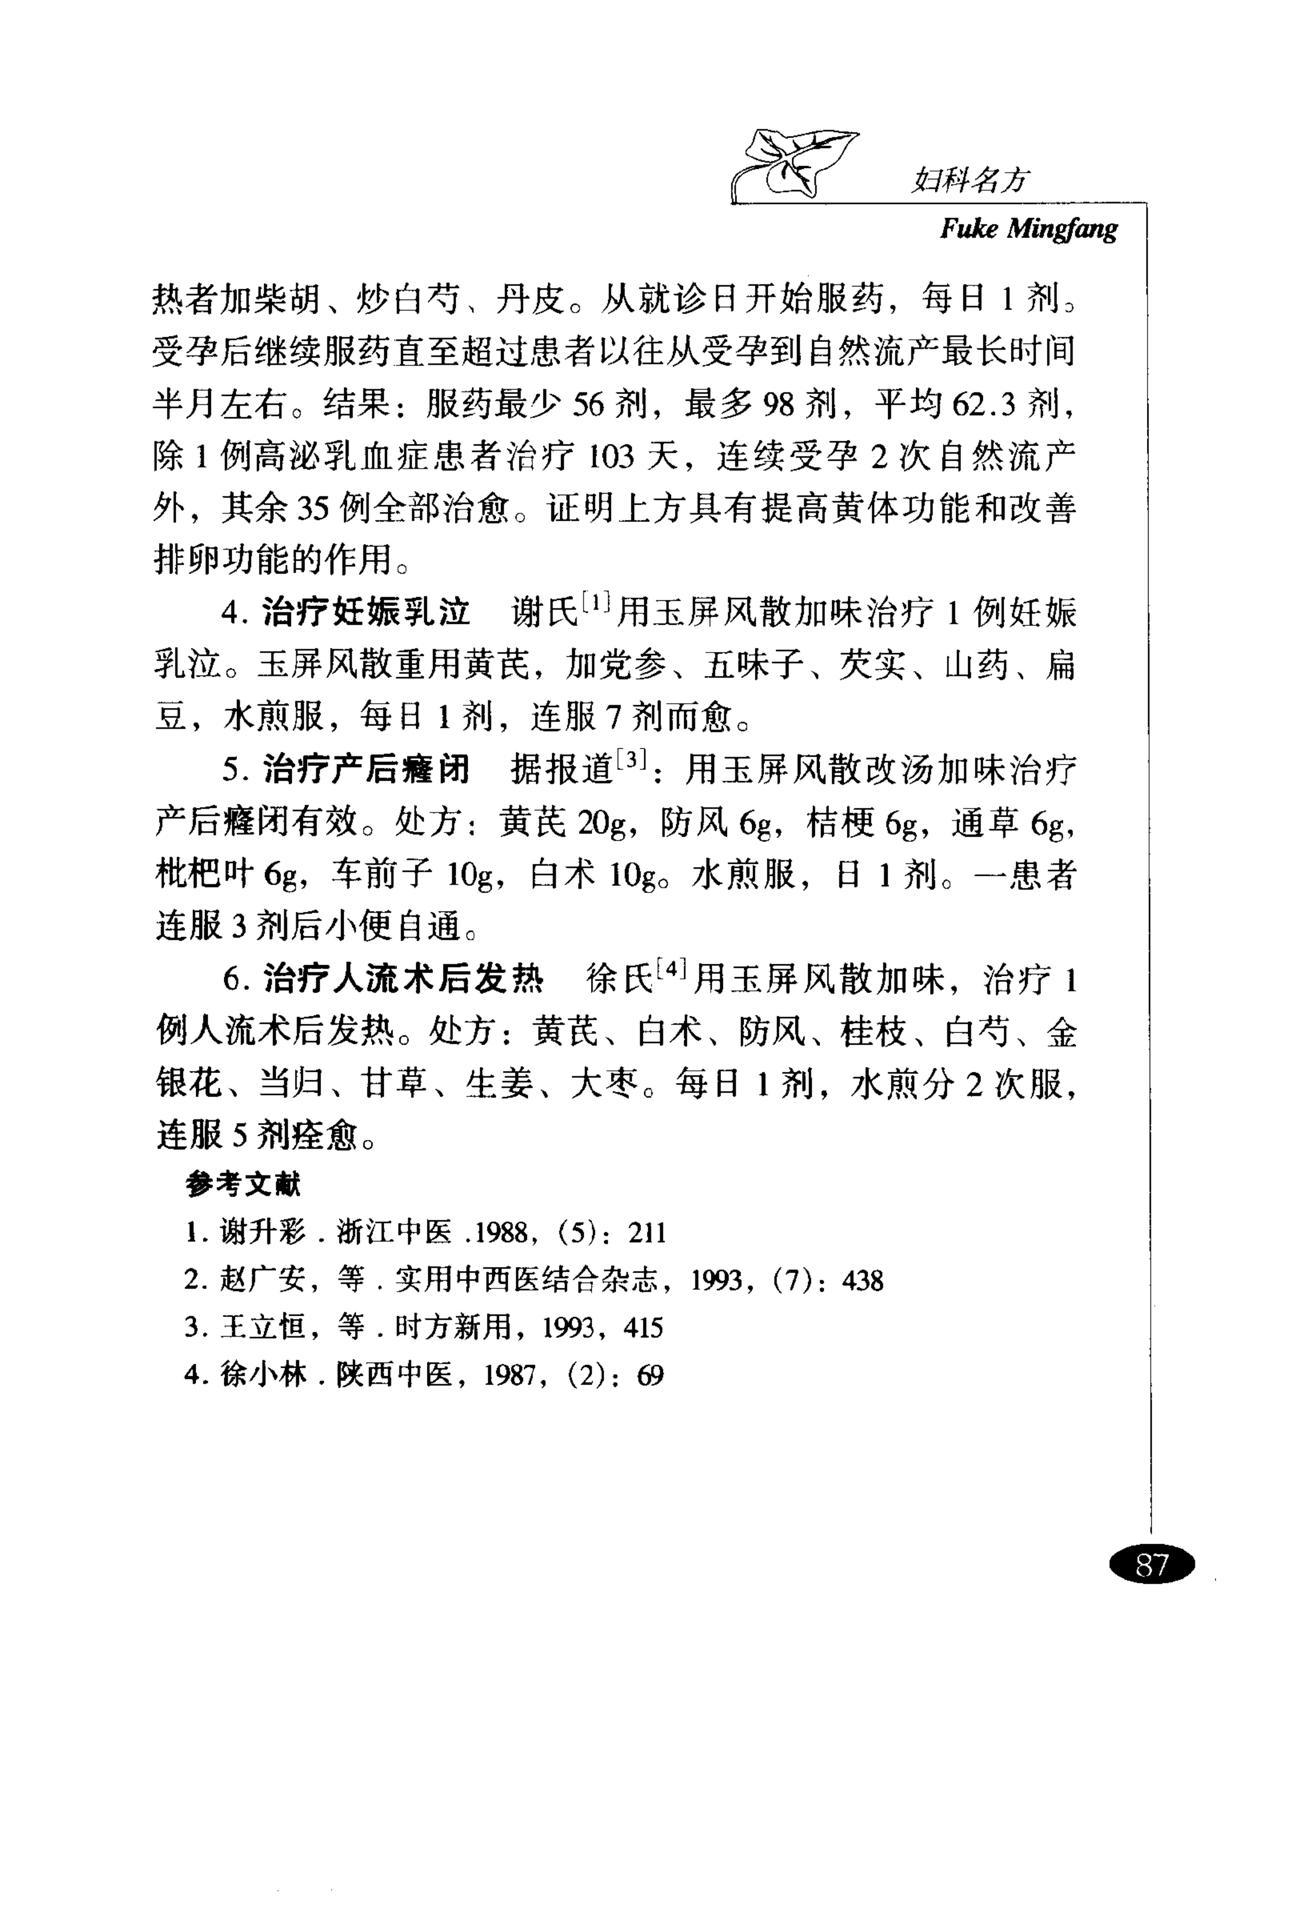 妇科名方
Fuke Mingfang
热者加柴胡、炒白芍、丹皮。从就诊日开始服药，每日 1 剂。
受孕后继续服药直至超过患者以往从受孕到自然流产最长时间
半月左右。结果：服药最少 56 剂，最多 98 剂，平均 62.3 剂，
除 1 例高泌乳血症患者治疗 103 天，连续受孕 2 次自然流产
外，其余 35 例全部治愈。证明上方具有提高黄体功能和改善
排卵功能的作用。
4. 治疗妊娠乳泣　谢氏[1]用玉屏风散加味治疗 1 例妊娠
乳泣。玉屏风散重用黄芪，加党参、五味子、芡实、山药、扁
豆，水煎服，每日 1 剂，连服 7 剂而愈。
5. 治疗产后癃闭　据报道[3]：用玉屏风散改汤加味治疗
产后癃闭有效。处方：黄芪 20g，防风 6g，桔梗 6g，通草 6g，
枇杷叶 6g，车前子 10g，白术 10g。水煎服，日 1 剂。一患者
连服 3 剂后小便自通。
6. 治疗人流术后发热　徐氏[4]用玉屏风散加味，治疗 1
例人流术后发热。处方：黄芪、白术、防风、桂枝、白芍、金
银花、当归、甘草、生姜、大枣。每日 1 剂，水煎分 2 次服，
连服 5 剂痊愈。
参考文献
1. 谢升彩 . 浙江中医 .1988，(5)：211
2. 赵广安，等 . 实用中西医结合杂志，1993，(7)：438
3. 王立恒，等 . 时方新用，1993，415
4. 徐小林 . 陕西中医，1987，(2)：69
87